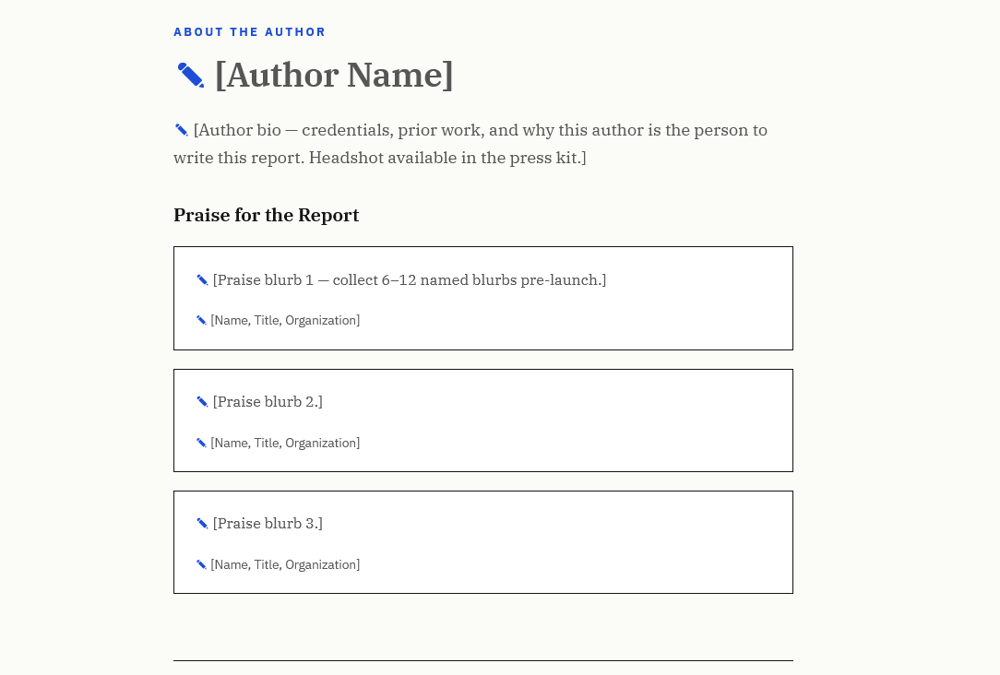 ABOUT THE AUTHOR
[Author Name]
[Author bio — credentials, prior work, and why this author is the person to
write this report. Headshot available in the press kit.]
Praise for the Report
[Praise blurb 1 — collect 6–12 named blurbs pre-launch.]
[Name, Title, Organization]
[Praise blurb 2.]
[Name, Title, Organization]
[Praise blurb 3.]
[Name, Title, Organization]